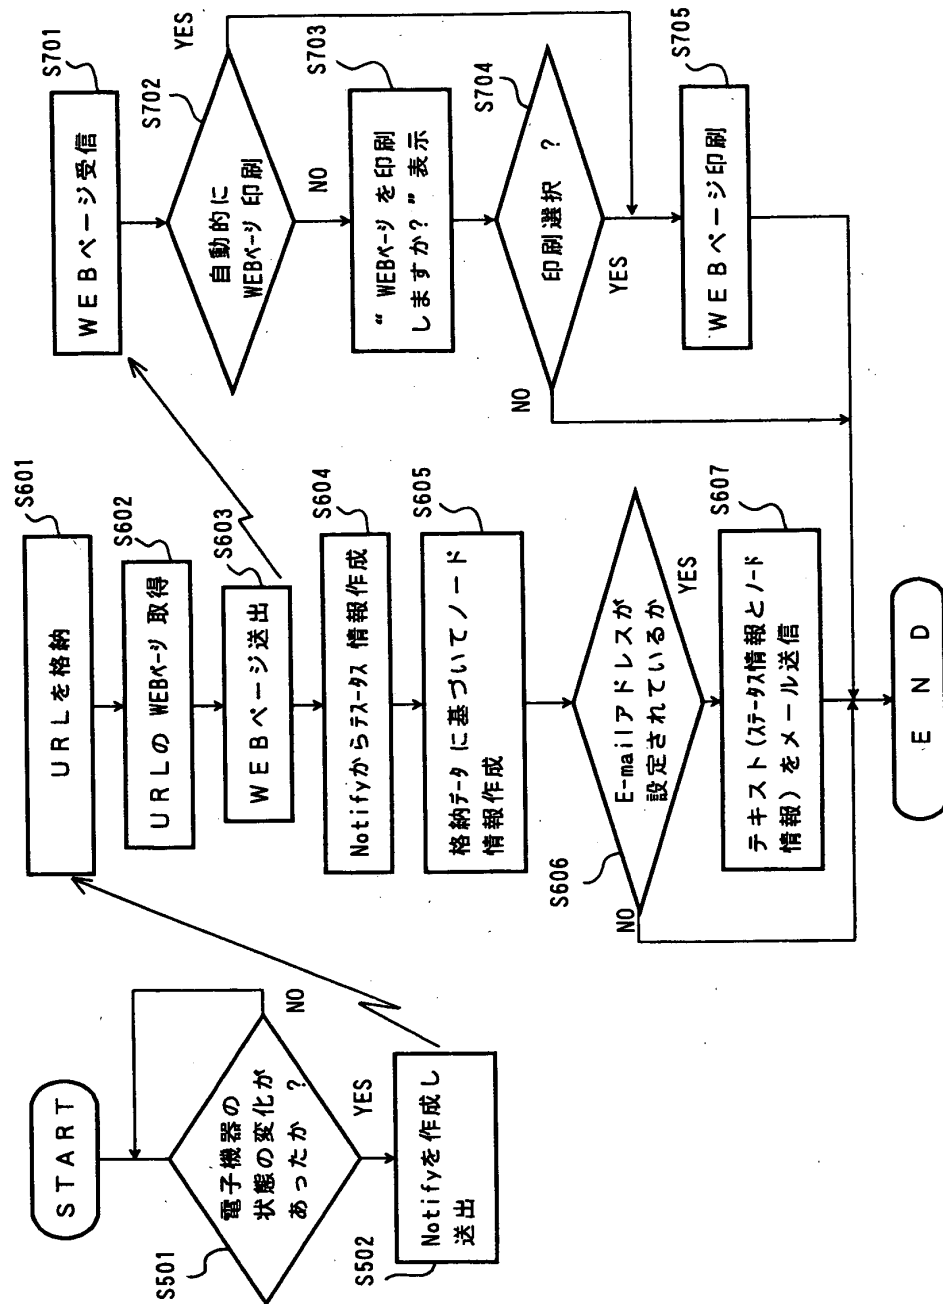 START
電子機器の
状態の変化が
あったか ?
S501
NO
YES
Notifyを作成し
送出
S502
URLを格納
S601
URLの WEBページ 取得
S602
WEBページ送出
S603
Notifyからテスータス 情報作成
S604
格納データ に基づいてノード
情報作成
S605
E-mailアドレスが
設定されているか
S606
NO
YES
テキスト(ステータス情報とノード
情報)をメール送信
S607
END
WEBページ受信
S701
自動的に
WEBページ 印刷
S702
YES
NO
“ WEBページ を印刷
しますか? ” 表示
S703
印刷選択 ?
S704
NO
YES
WEBページ印刷
S705